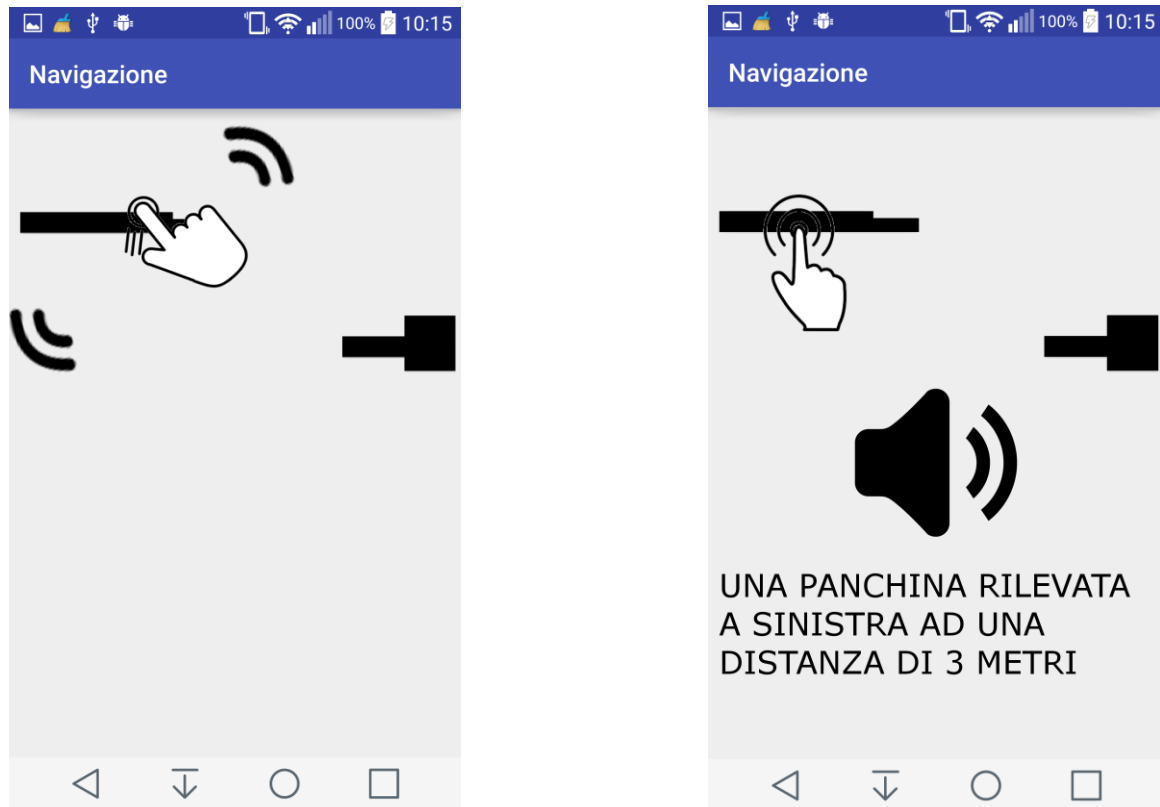 100% 10:15
Navigazione
100% 10:15
Navigazione
UNA PANCHINA RILEVATA
A SINISTRA AD UNA
DISTANZA DI 3 METRI